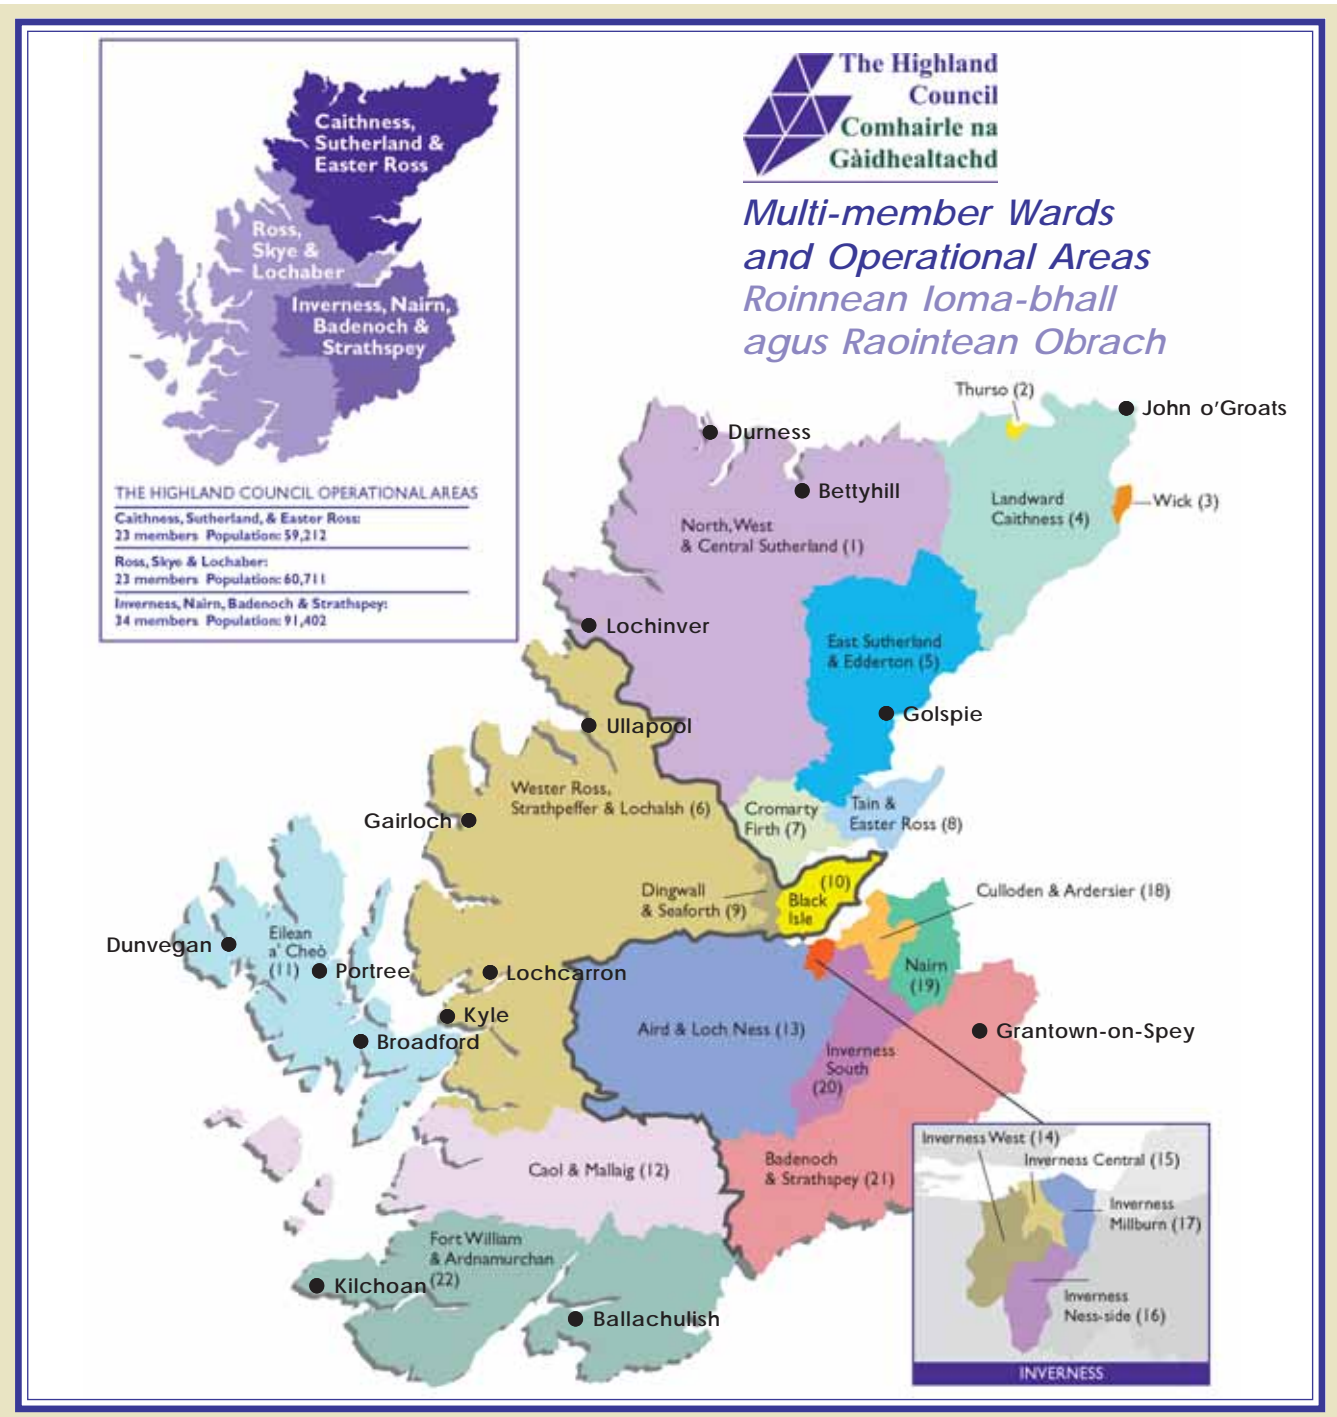 Caithness,
Sutherland &
Easter Ross
Ross,
Skye &
Lochaber
Inverness, Nairn,
Badenoch &
Strathspey
THE HIGHLAND COUNCIL OPERATIONAL AREAS
Caithness, Sutherland, & Easter Ross:
23 members Population: 59,212
Ross, Skye & Lochaber:
23 members Population: 60,711
Inverness, Nairn, Badenoch & Strathspey:
34 members Population: 91,402
The Highland
Council
Comhairle na
Gàidhealtachd
Multi-member Wards
and Operational Areas
Roinnean Ioma-bhall
agus Raointean Obrach
Thurso (2)
John o'Groats
Durness
Bettyhill
Landward
Caithness (4)
Wick (3)
North, West
& Central Sutherland (1)
Lochinver
East Sutherland
& Edderton (5)
Golspie
Ullapool
Wester Ross,
Strathpeffer & Lochalsh (6)
Gairloch
Cromarty
Firth (7)
Tain &
Easter Ross (8)
Dingwall
& Seaforth (9)
(10)
Black
Isle
Culloden & Ardersier (18)
Dunvegan
Eilean
a' Cheò
(11)
Portree
Lochcarron
Nairn
(19)
Kyle
Broadford
Aird & Loch Ness (13)
Grantown-on-Spey
Inverness
South
(20)
Caol & Mallaig (12)
Badenoch
& Strathspey (21)
Fort William
& Ardnamurchan
(22)
Kilchoan
Ballachulish
Inverness West (14)
Inverness Central (15)
Inverness
Millburn (17)
Inverness
Ness-side (16)
INVERNESS